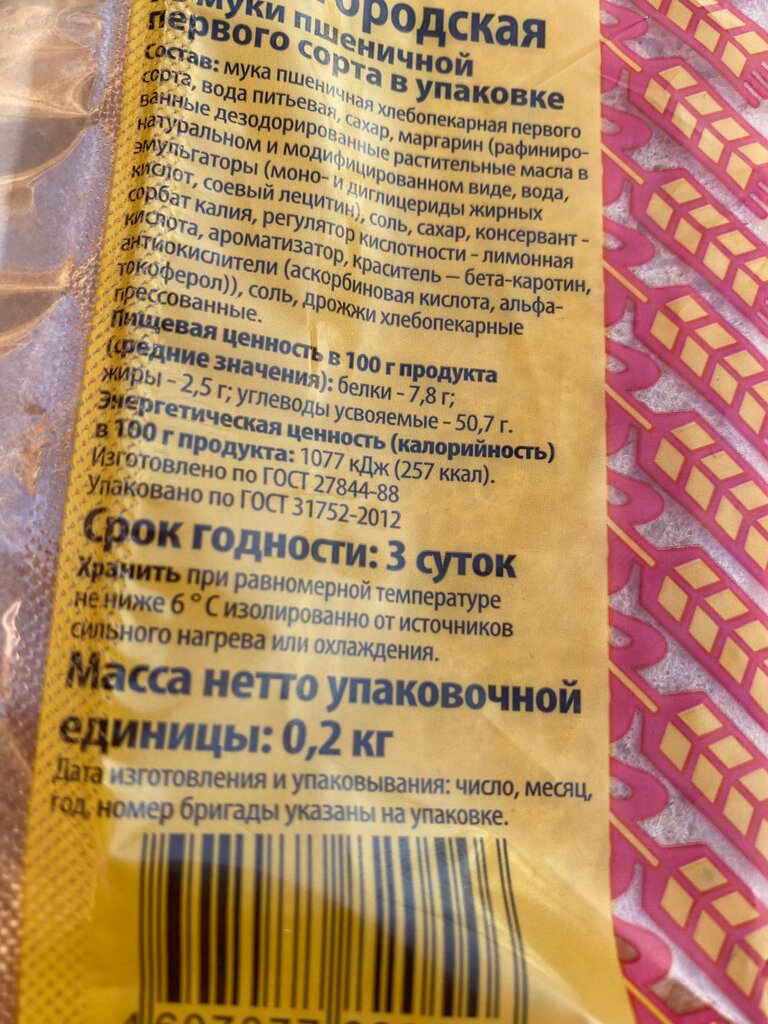 муки пшеничной
первого сорта в упаковке
Состав: мука пшеничная хлебопекарная первого
сорта, вода питьевая, сахар, маргарин (рафиниро-
ванные дезодорированные растительные масла в
натуральном и модифицированном виде, вода,
эмульгаторы (моно- и диглицериды жирных
кислот, соевый лецитин), соль, сахар, консервант -
сорбат калия, регулятор кислотности - лимонная
кислота, ароматизатор, краситель — бета-каротин,
антиокислители (аскорбиновая кислота, альфа-
токоферол)), соль, дрожжи хлебопекарные
прессованные.
Пищевая ценность в 100 г продукта
(средние значения): белки - 7,8 г;
жиры - 2,5 г; углеводы усвояемые - 50,7 г.
Энергетическая ценность (калорийность)
в 100 г продукта: 1077 кДж (257 ккал).
Изготовлено по ГОСТ 27844-88
Упаковано по ГОСТ 31752-2012
Срок годности: 3 суток
Хранить при равномерной температуре
не ниже 6 °С изолированно от источников
сильного нагрева или охлаждения.
Масса нетто упаковочной
единицы: 0,2 кг
Дата изготовления и упаковывания: число, месяц,
год, номер бригады указаны на упаковке.